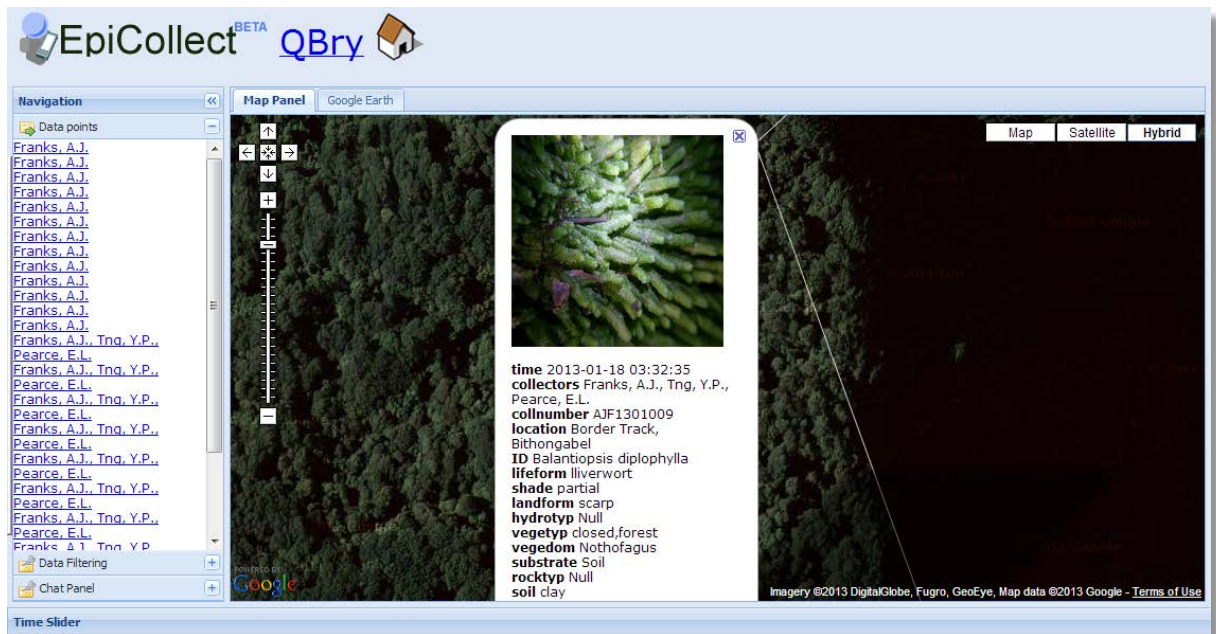 EpiCollect BETA QBry
Navigation
Data points
Franks, A.J.
Franks, A.J.
Franks, A.J.
Franks, A.J.
Franks, A.J.
Franks, A.J.
Franks, A.J.
Franks, A.J.
Franks, A.J.
Franks, A.J.
Franks, A.J.
Franks, A.J.
Franks, A.J.
Franks, A.J., Tng, Y.P.,
Pearce, E.L.
Franks, A.J., Tng, Y.P.,
Pearce, E.L.
Franks, A.J., Tng, Y.P.,
Pearce, E.L.
Franks, A.J., Tng, Y.P.,
Pearce, E.L.
Franks, A.J., Tng, Y.P.,
Pearce, E.L.
Franks, A.J., Tng, Y.P.,
Pearce, E.L.
Franks, A.J., Tng, Y.P.,
Pearce, E.L.
Franks, A.J., Tng, Y.P.
Data Filtering
Chat Panel
Map Panel Google Earth
Map Satellite Hybrid
time 2013-01-18 03:32:35
collectors Franks, A.J., Tng, Y.P.,
Pearce, E.L.
collnumber AJF1301009
location Border Track,
Bithongabel
ID Balantiopsis diplophylla
lifeform lliverwort
shade partial
landform scarp
hydrotyp Null
vegetyp closed,forest
vegedom Nothofagus
substrate Soil
rocktyp Null
soil clay
POWERED BY
Google
Imagery ©2013 DigitalGlobe, Fugro, GeoEye, Map data ©2013 Google - Terms of Use
Time Slider